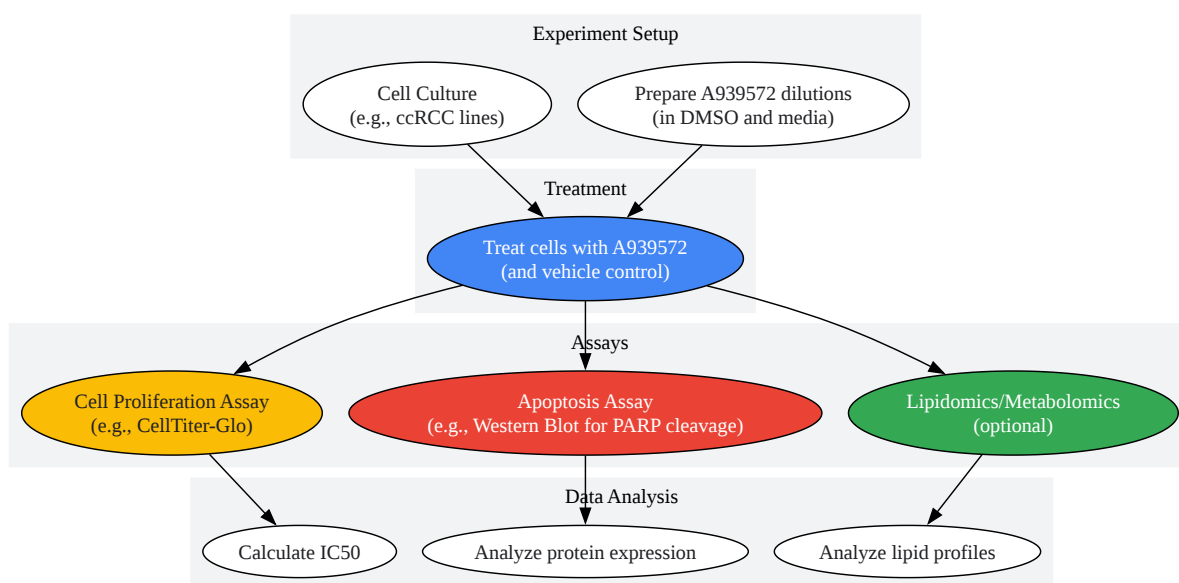 Experiment Setup
Cell Culture
(e.g., ccRCC lines)
Prepare A939572 dilutions
(in DMSO and media)
Treatment
Treat cells with A939572
(and vehicle control)
Assays
Cell Proliferation Assay
(e.g., CellTiter-Glo)
Apoptosis Assay
(e.g., Western Blot for PARP cleavage)
Lipidomics/Metabolomics
(optional)
Data Analysis
Calculate IC50
Analyze protein expression
Analyze lipid profiles